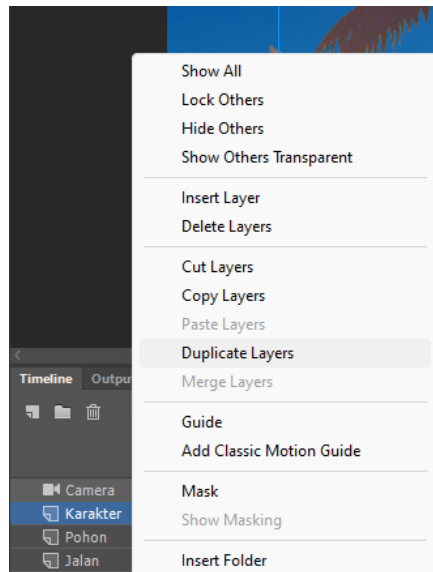 Show All
Lock Others
Hide Others
Show Others Transparent
Insert Layer
Delete Layers
Cut Layers
Copy Layers
Paste Layers
Duplicate Layers
Merge Layers
Guide
Add Classic Motion Guide
Mask
Show Masking
Insert Folder
Timeline Outpu
Camera
Karakter
Pohon
Jalan